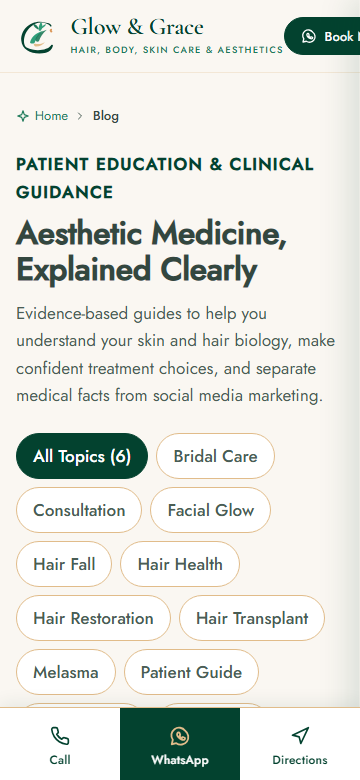 Glow & Grace
HAIR, BODY, SKIN CARE & AESTHETICS
Book
Home > Blog
PATIENT EDUCATION & CLINICAL
GUIDANCE
Aesthetic Medicine,
Explained Clearly
Evidence-based guides to help you
understand your skin and hair biology, make
confident treatment choices, and separate
medical facts from social media marketing.
All Topics (6)
Bridal Care
Consultation
Facial Glow
Hair Fall
Hair Health
Hair Restoration
Hair Transplant
Melasma
Patient Guide
Call
WhatsApp
Directions